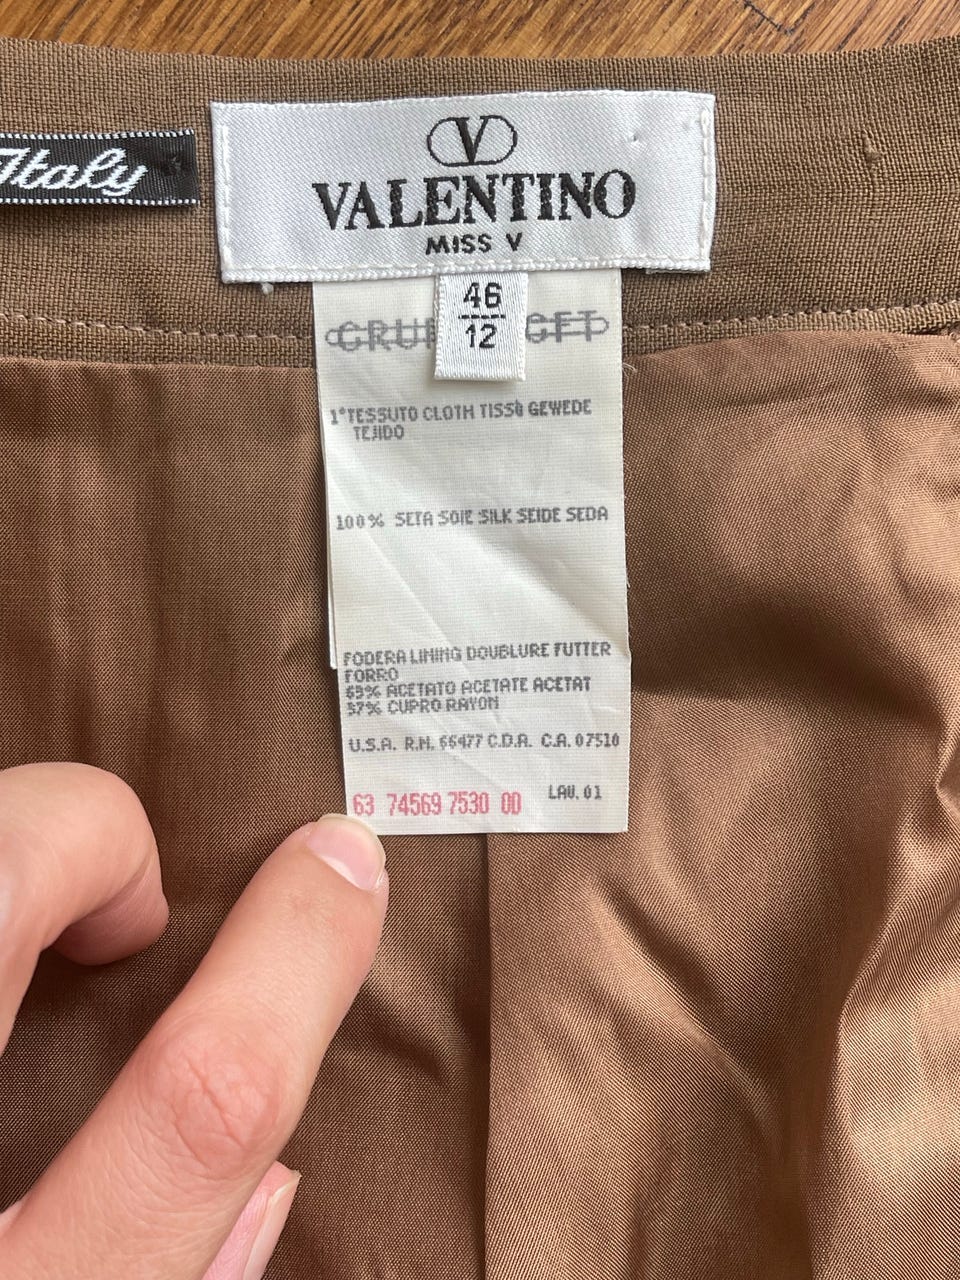 Italy
V
VALENTINO
MISS V
46
12
GFT
1°TESSUTO CLOTH TISSU GEWEDE
TEJIDO
100% SETA SOIE SILK SEIDE SEDA
FODERA LINING DOUBLURE FUTTER
FORRO
63% ACETATO ACETATE ACETAT
37% CUPRO RAYON
U.S.A. R.N. 66477 C.D.A. C.A. 07510
LAV. 01
63 74569 7530 00